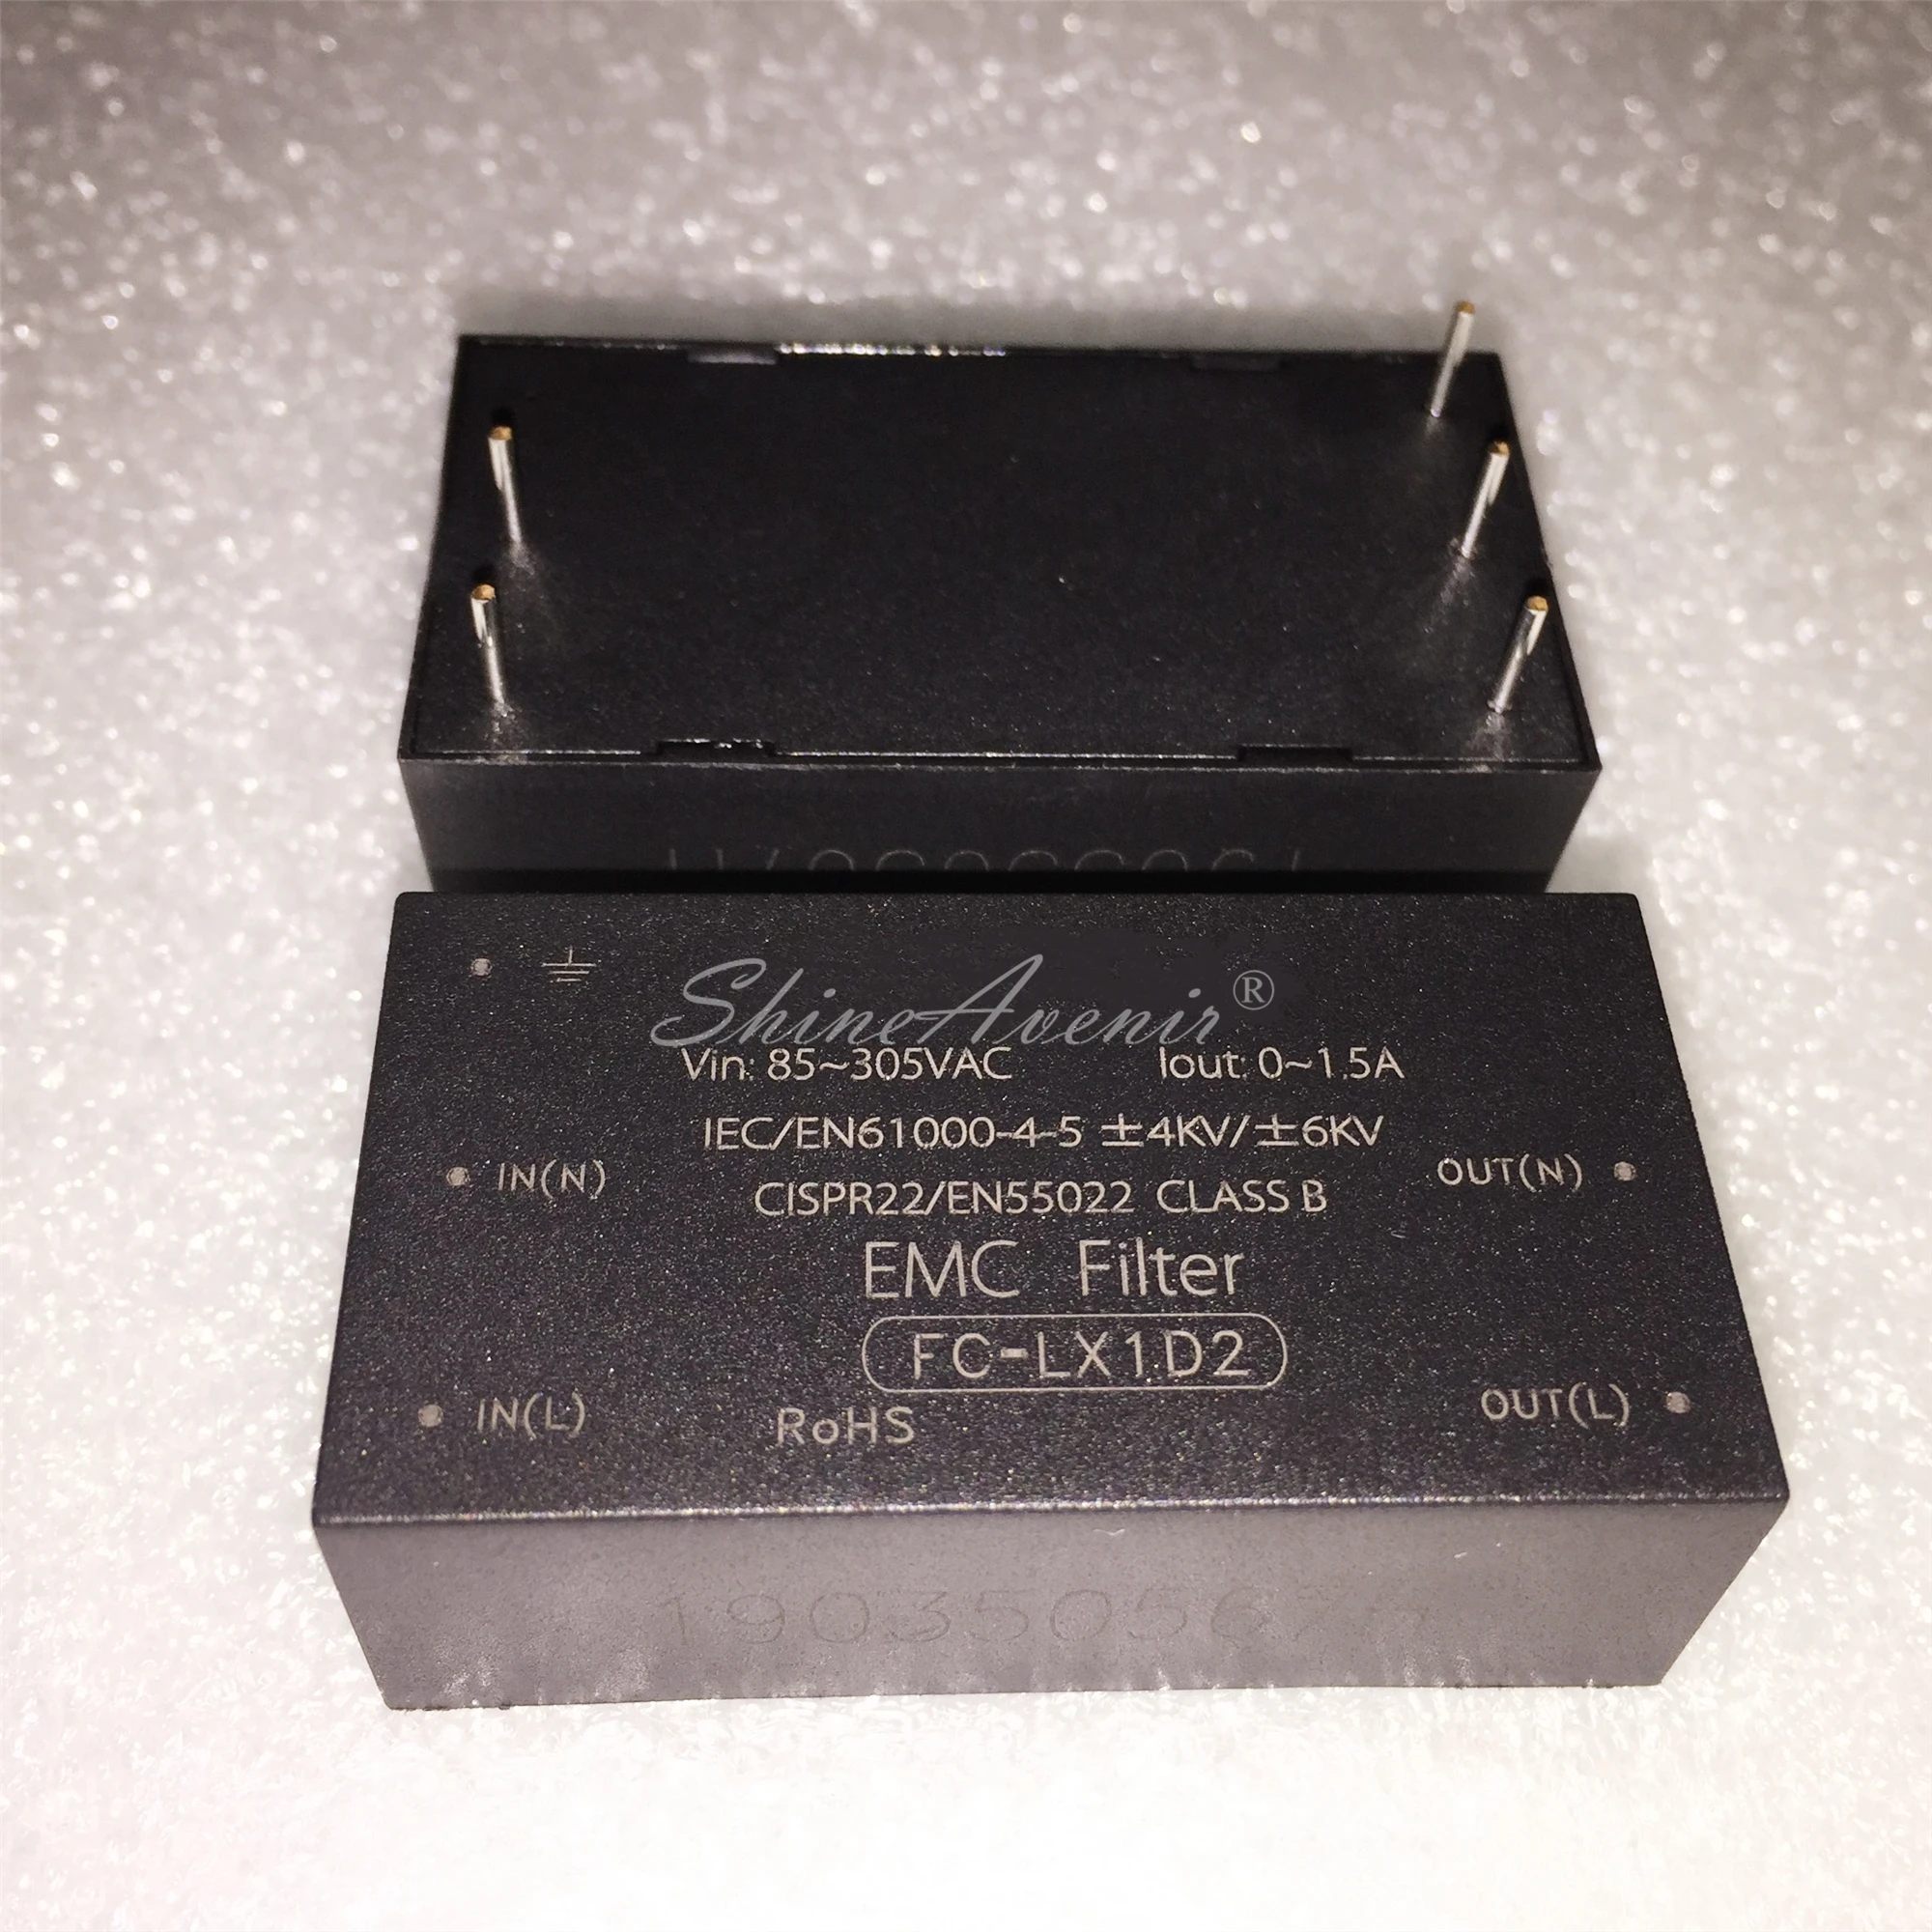 ShineAvenir®
Vin: 85~305VAC Iout: 0~1.5A
IEC/EN61000-4-5 ±4KV/±6KV
IN(N) OUT(N)
CISPR22/EN55022 CLASS B
EMC Filter
FC-LX1D2
IN(L) OUT(L)
RoHS